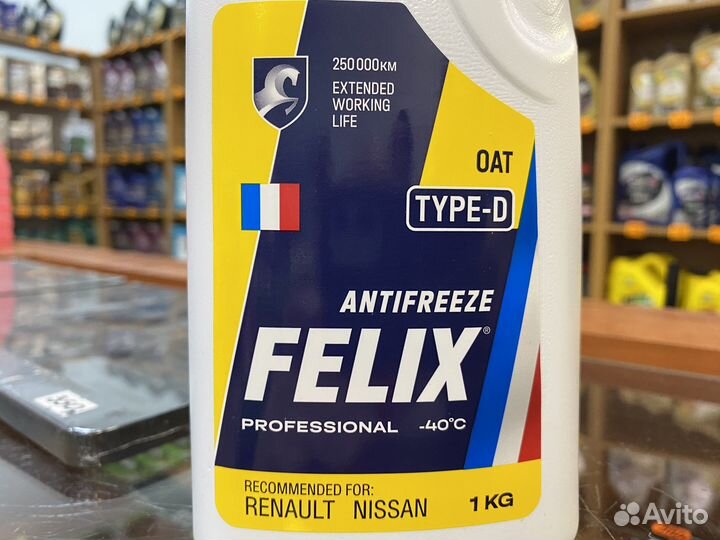 250 000 KM
EXTENDED
WORKING
LIFE
OAT
TYPE-D
ANTIFREEZE
FELIX®
PROFESSIONAL -40°C
RECOMMENDED FOR:
RENAULT NISSAN 1 KG
Avito